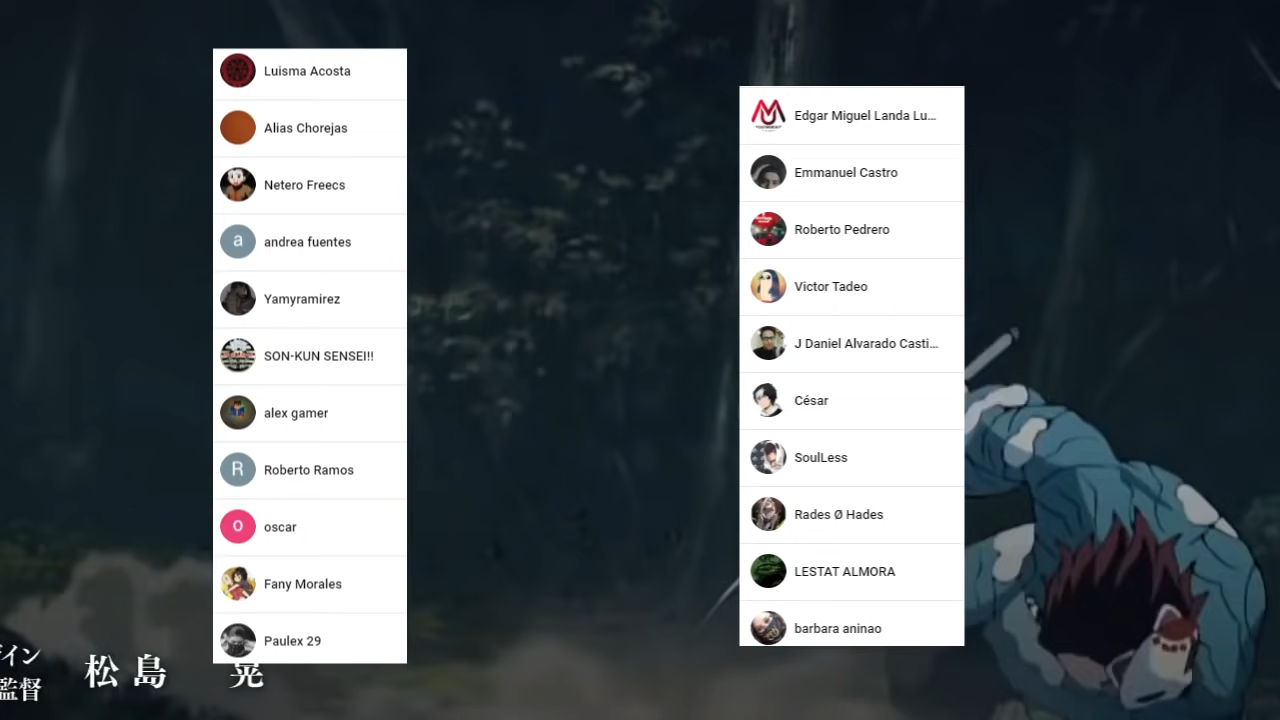 Luisma Acosta
Alias Chorejas
Netero Freecs
a
andrea fuentes
Yamyramirez
SON-KUN SENSEI!!
alex gamer
R
Roberto Ramos
o
oscar
Fany Morales
Paulex 29
Edgar Miguel Landa Lu...
Emmanuel Castro
Roberto Pedrero
Victor Tadeo
J Daniel Alvarado Casti...
César
SoulLess
Rades Ø Hades
LESTAT ALMORA
barbara aninao
イン
監督
松島 晃